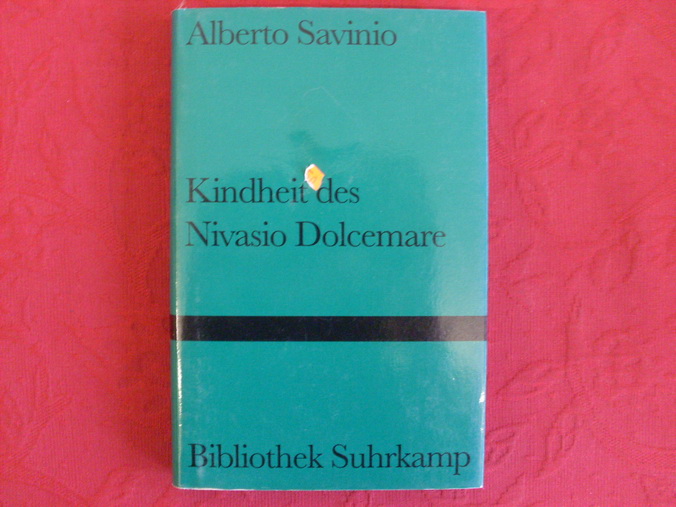 Alberto Savinio
Kindheit des
Nivasio Dolcemare
Bibliothek Suhrkamp